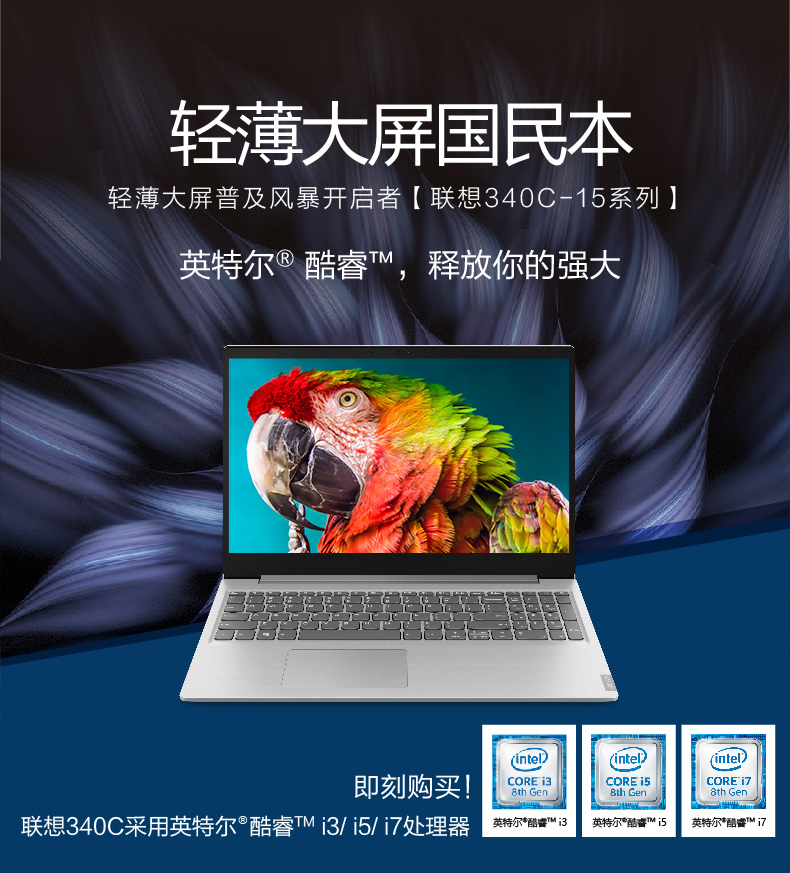 轻薄大屏国民本
轻薄大屏普及风暴开启者【联想340C-15系列】
英特尔® 酷睿™，释放你的强大
即刻购买!
联想340C采用英特尔®酷睿™ i3/ i5/ i7处理器
intel
CORE i3
8th Gen
英特尔®酷睿™ i3
intel
CORE i5
8th Gen
英特尔®酷睿™ i5
intel
CORE i7
8th Gen
英特尔®酷睿™ i7